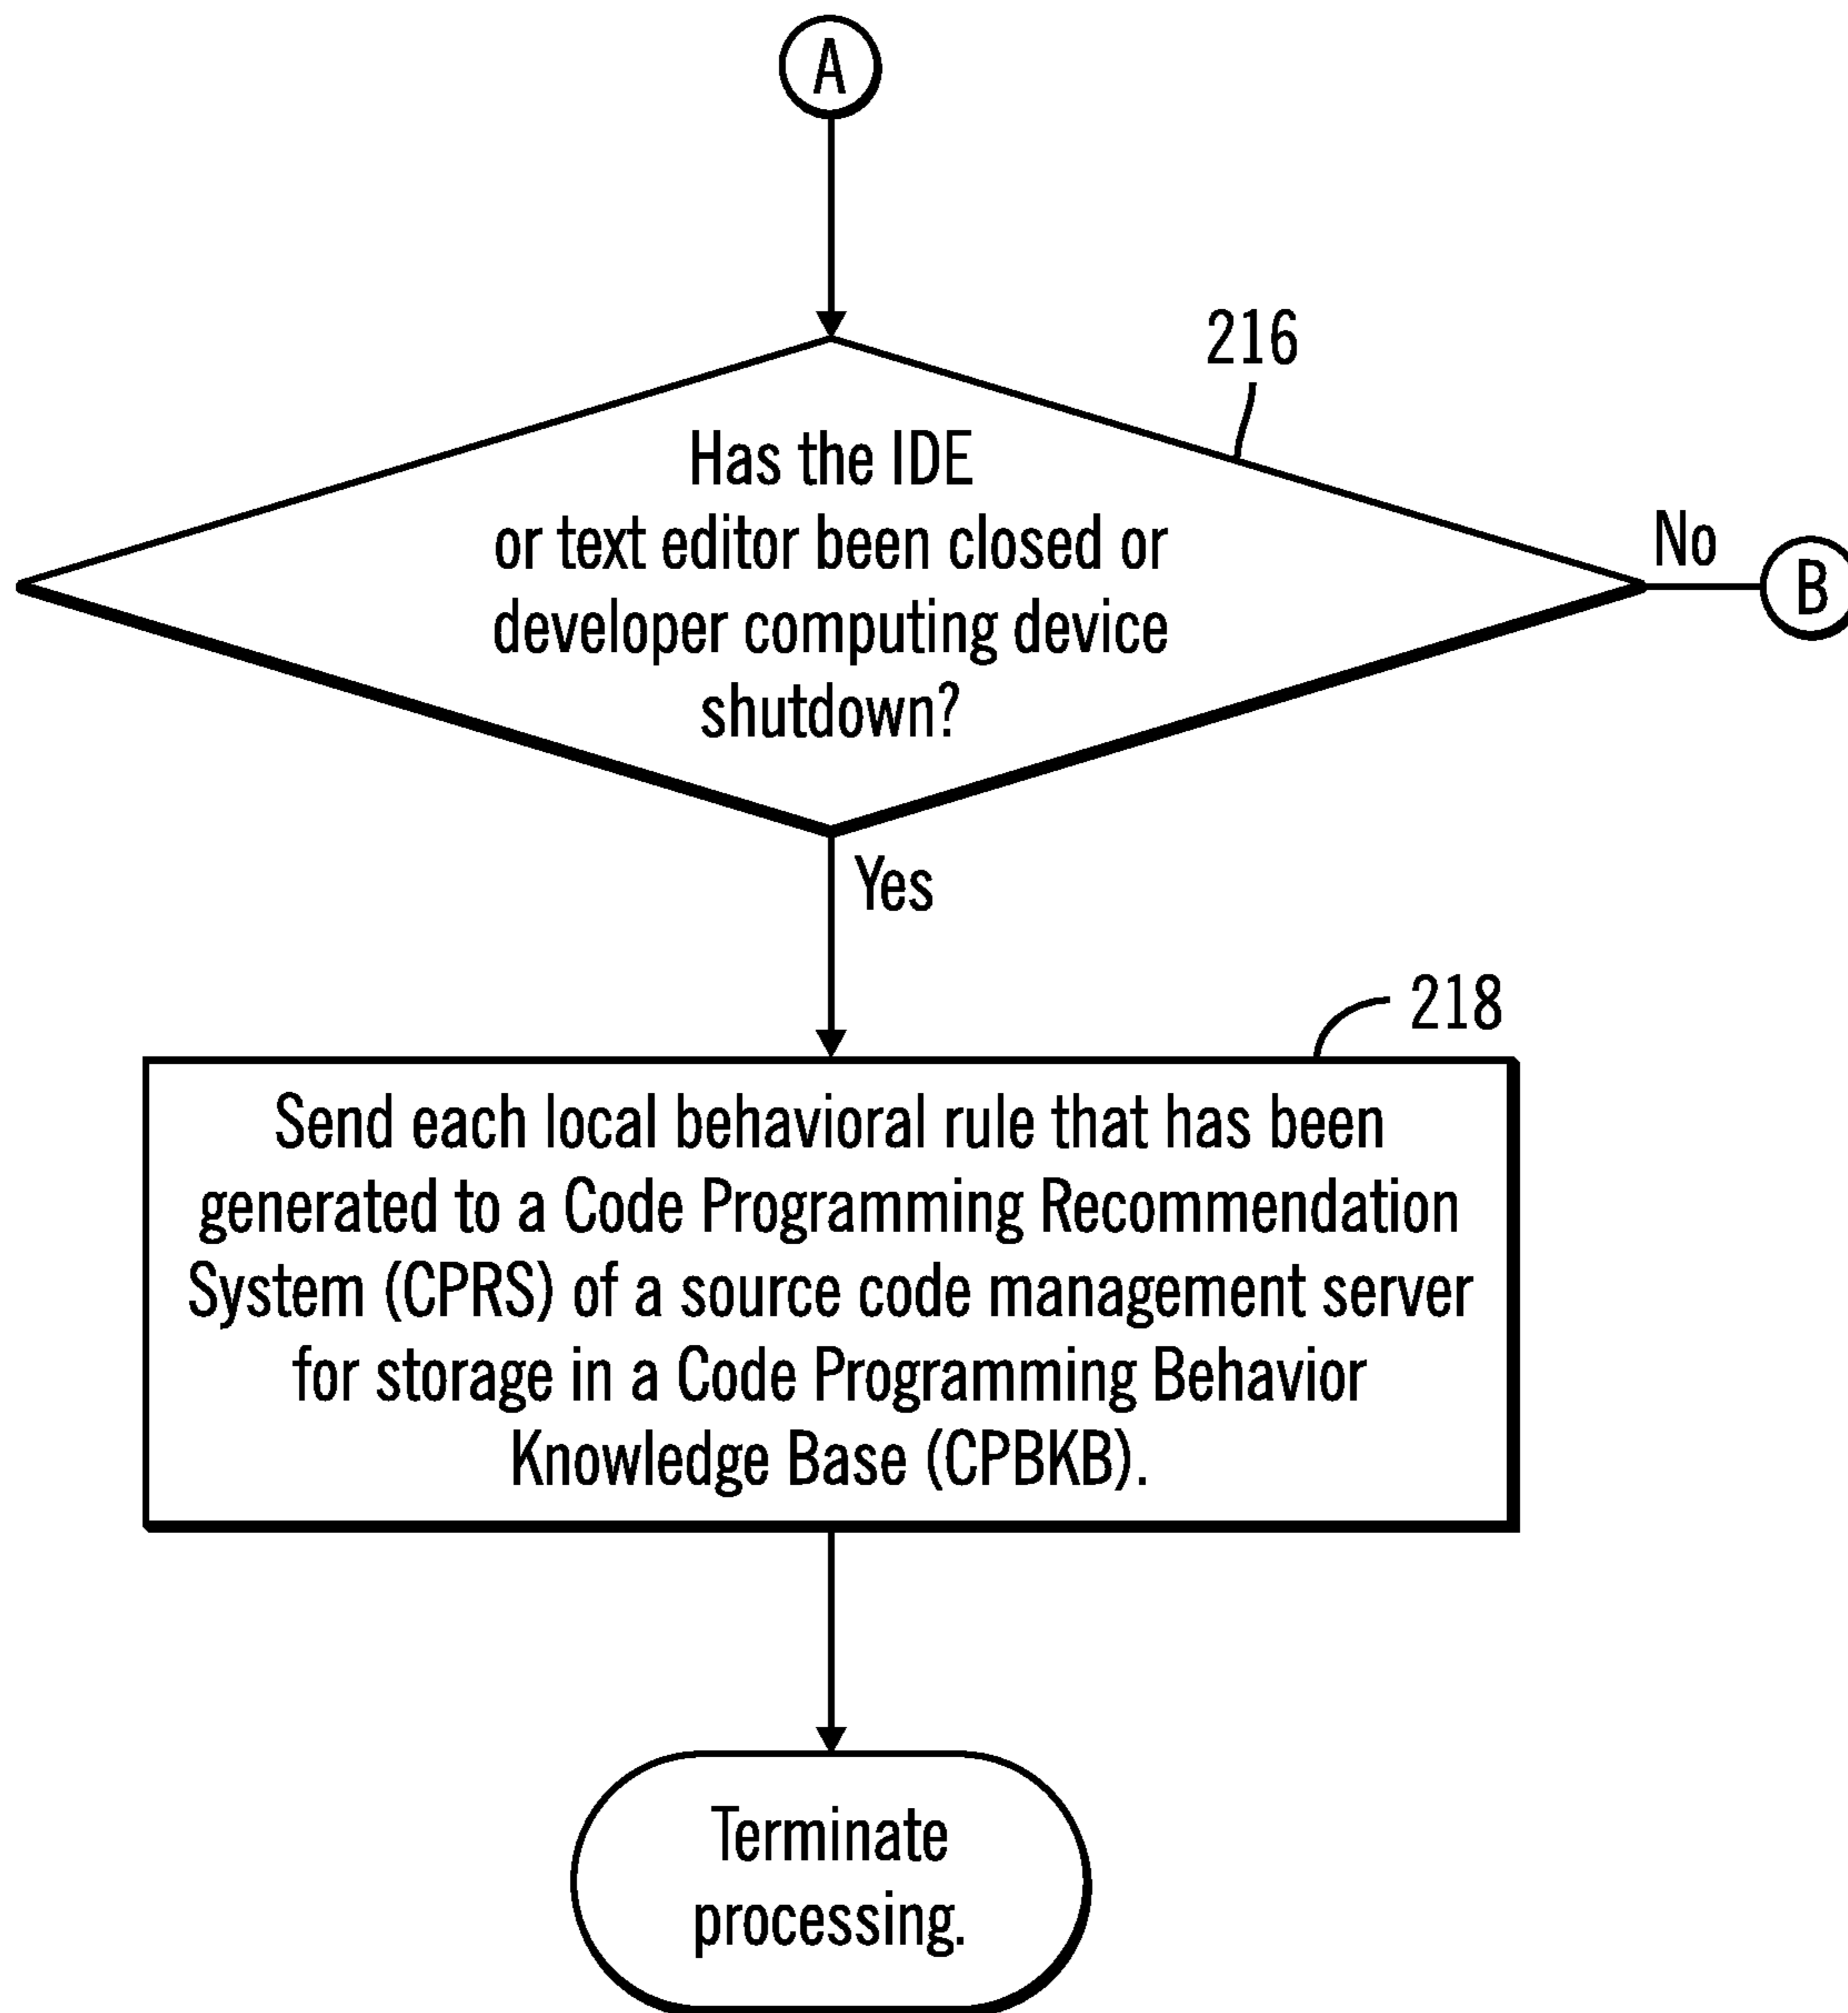 A
216
Has the IDE
or text editor been closed or
developer computing device
shutdown?
No
B
Yes
218
Send each local behavioral rule that has been
generated to a Code Programming Recommendation
System (CPRS) of a source code management server
for storage in a Code Programming Behavior
Knowledge Base (CPBKB).
Terminate
processing.